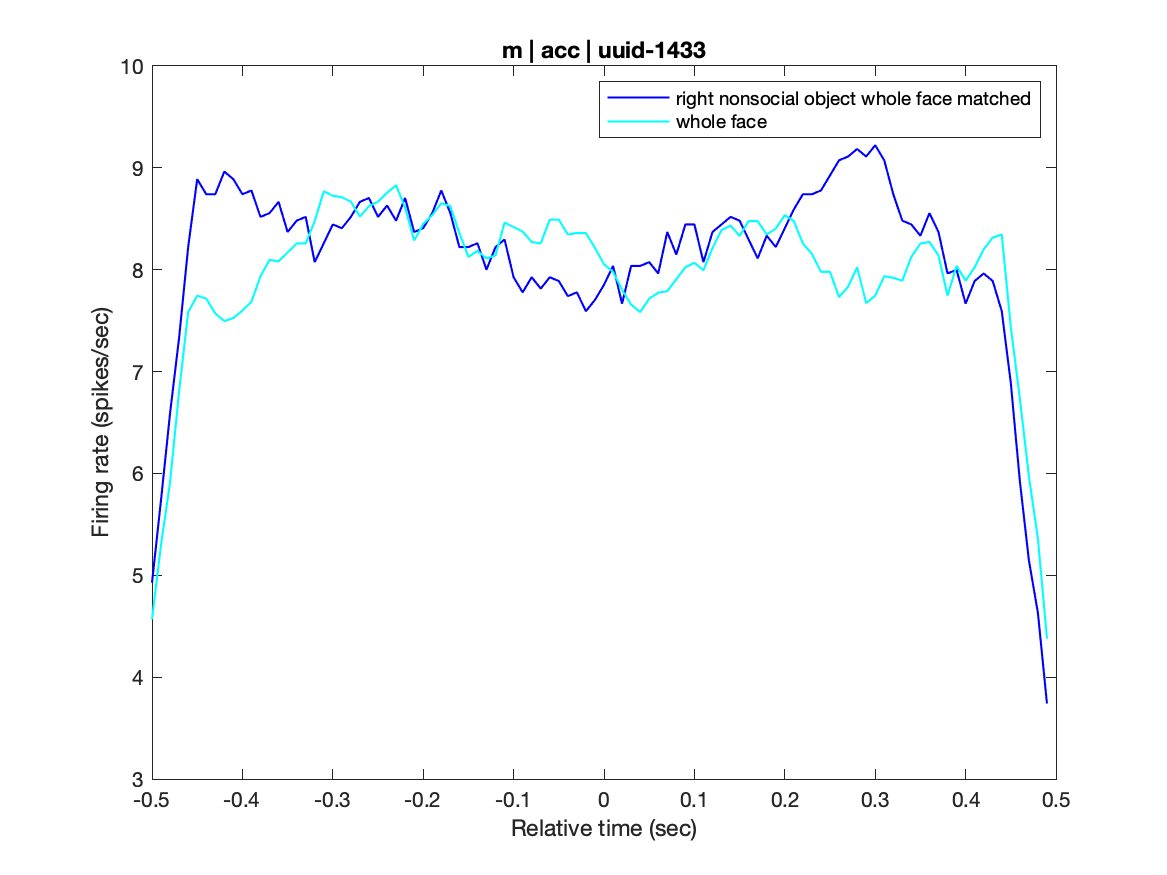 m | acc | uuid-1433
right nonsocial object whole face matched
whole face
Firing rate (spikes/sec)
10
9
8
7
6
5
4
3
-0.5 -0.4 -0.3 -0.2 -0.1 0 0.1 0.2 0.3 0.4 0.5
Relative time (sec)